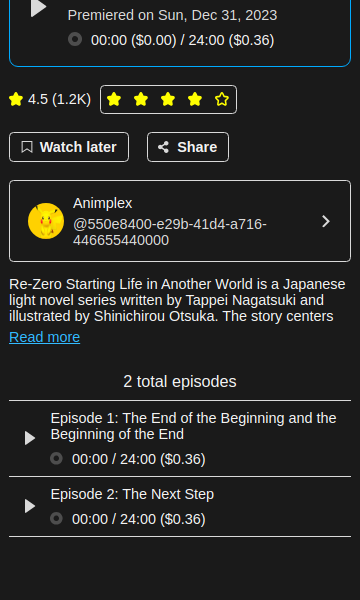 Premiered on Sun, Dec 31, 2023
00:00 ($0.00) / 24:00 ($0.36)
4.5 (1.2K)
Watch later
Share
Animplex
@550e8400-e29b-41d4-a716-
446655440000
Re-Zero Starting Life in Another World is a Japanese
light novel series written by Tappei Nagatsuki and
illustrated by Shinichirou Otsuka. The story centers
Read more
2 total episodes
Episode 1: The End of the Beginning and the
Beginning of the End
00:00 / 24:00 ($0.36)
Episode 2: The Next Step
00:00 / 24:00 ($0.36)